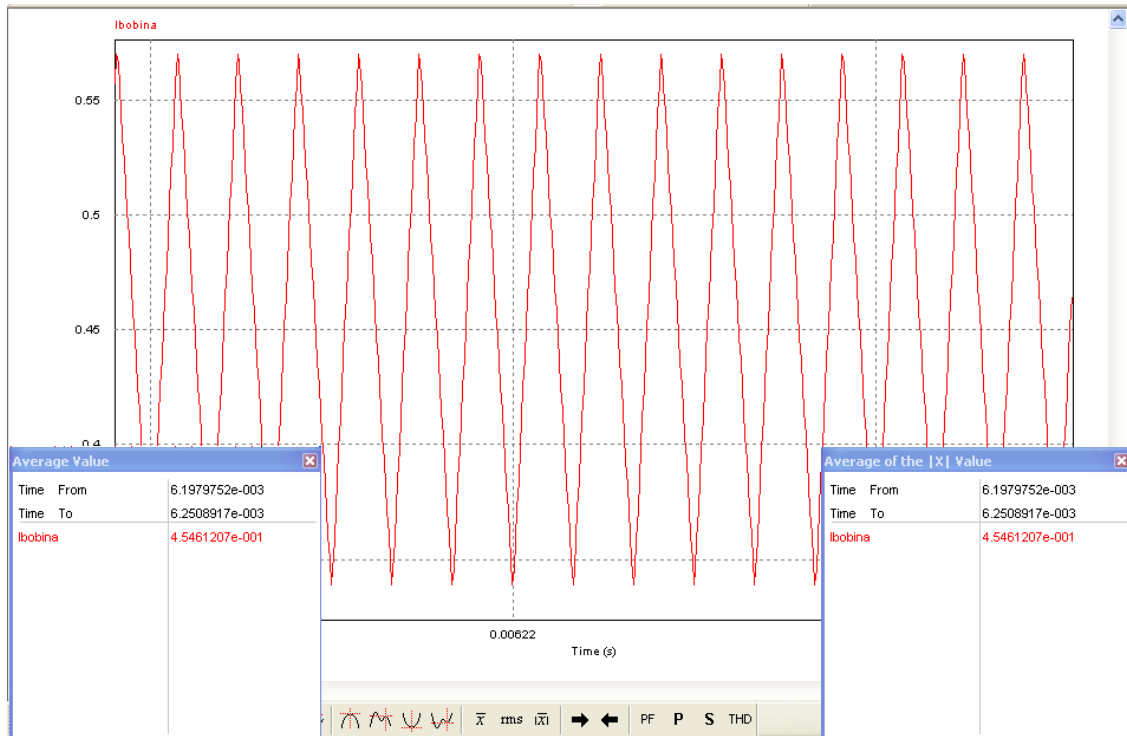 Ibobina
0.55
0.5
0.45
0.4
Average Value
Time From 6.1979752e-003
Time To 6.2508917e-003
Ibobina 4.5461207e-001
Average of the |X| Value
Time From 6.1979752e-003
Time To 6.2508917e-003
Ibobina 4.5461207e-001
0.00622
Time (s)
x̅ rms |x̅| PF P S THD